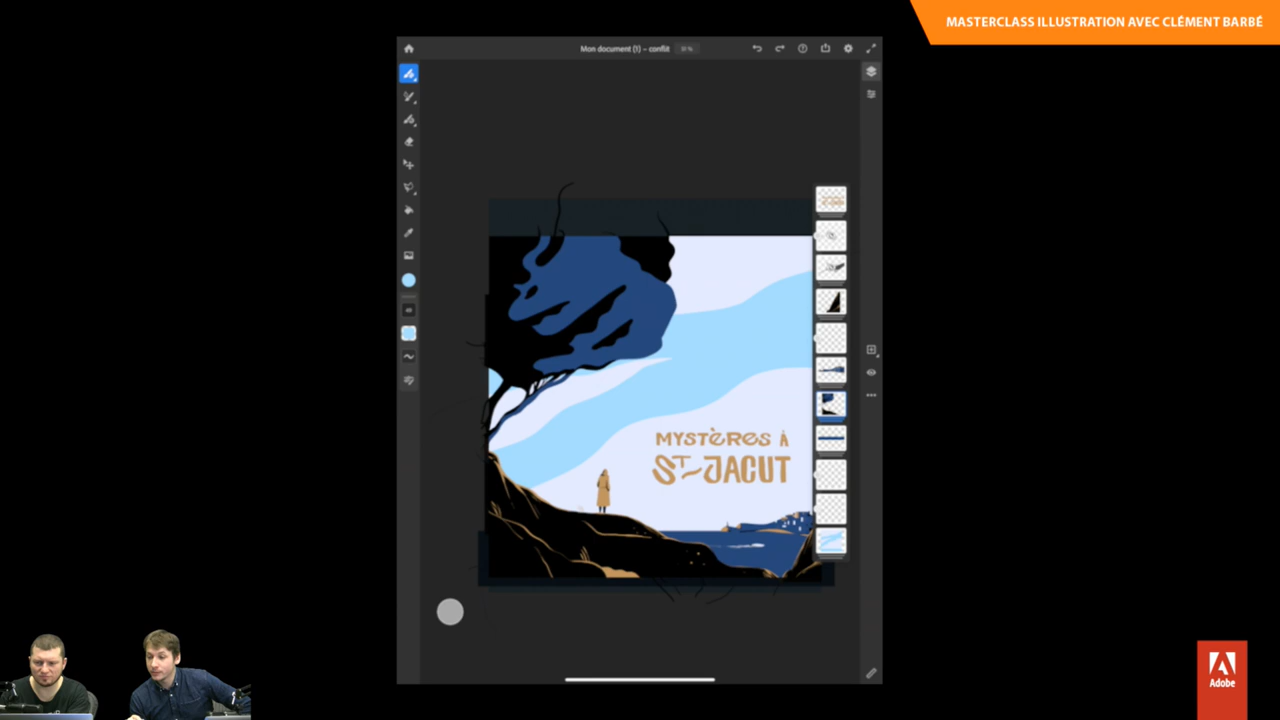 MASTERCLASS ILLUSTRATION AVEC CLÉMENT BARBÉ
Mon document (1) – conflit
MYSTÈRES À
ST-JACUT
Adobe